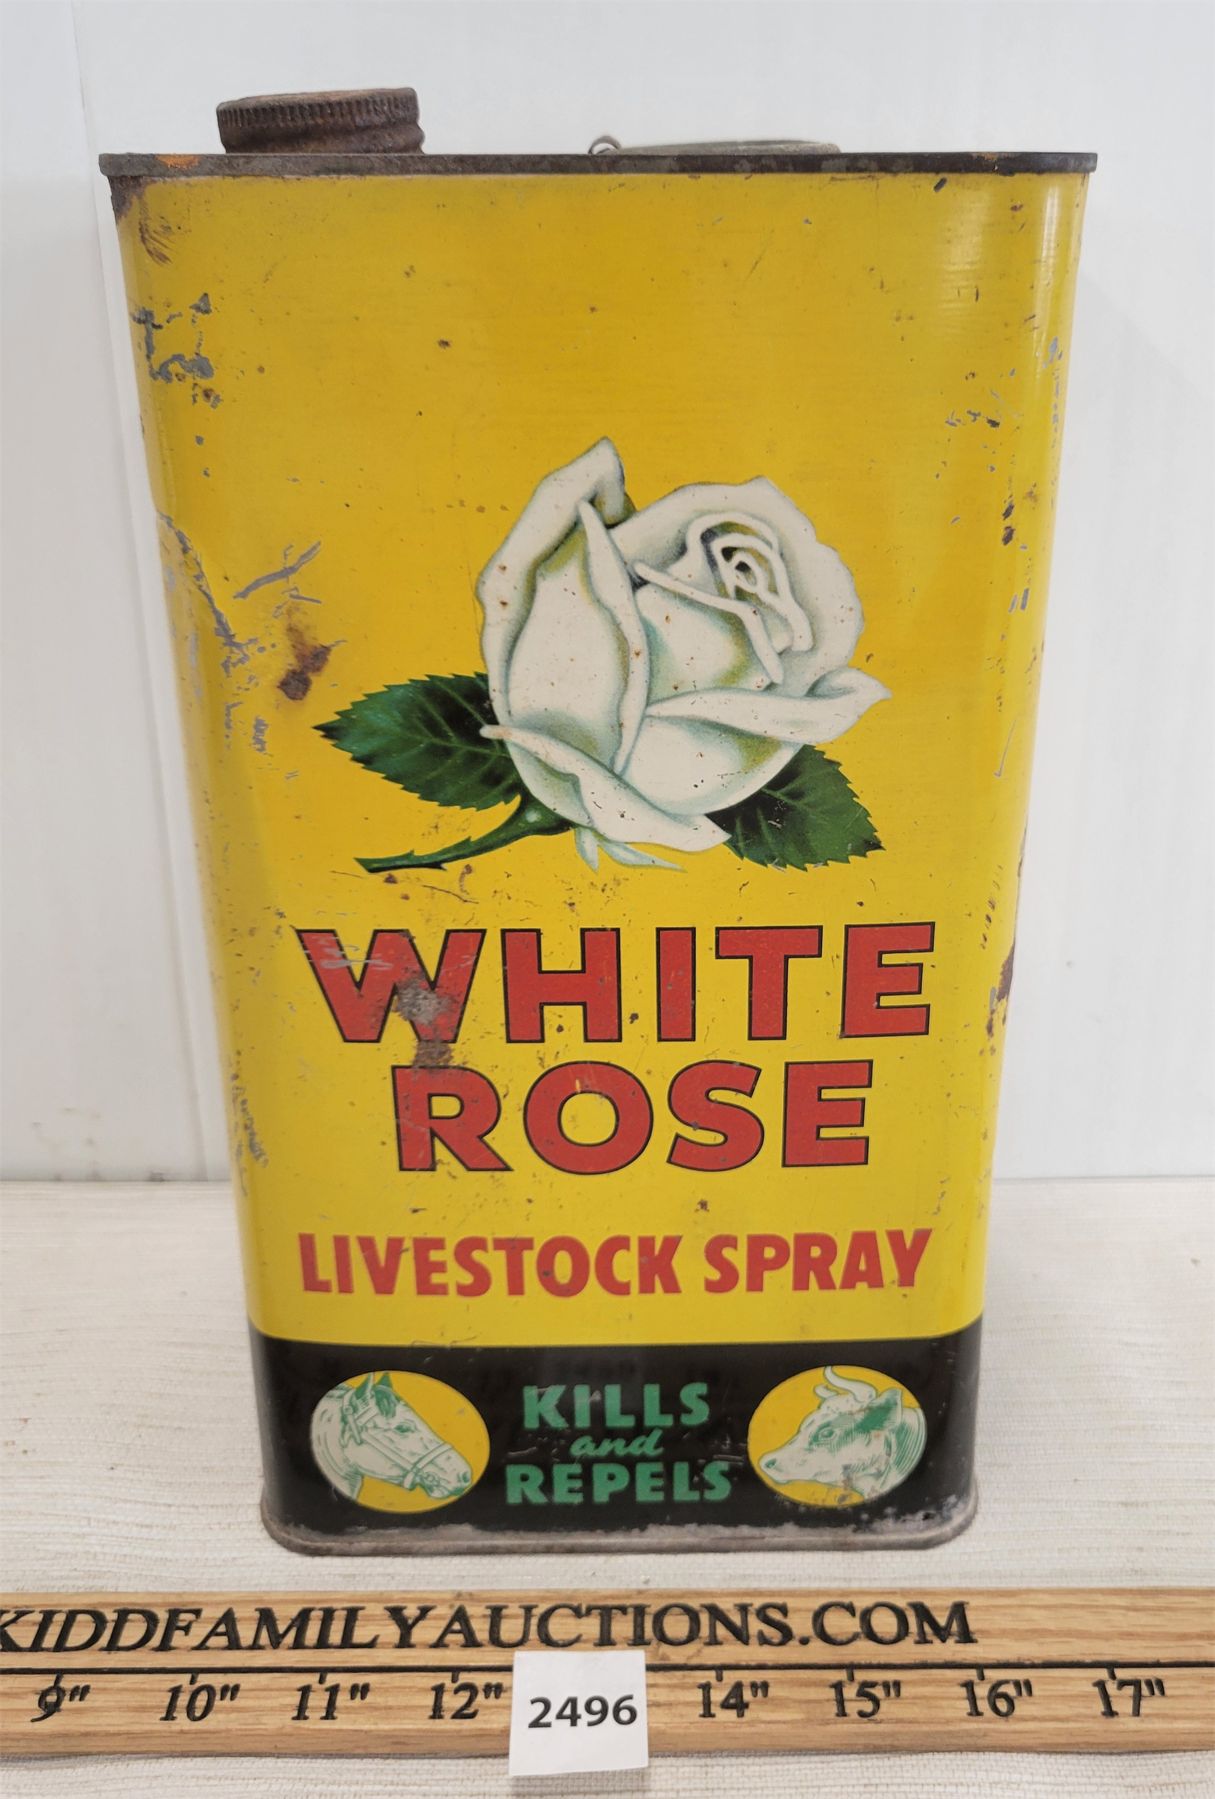 WHITE
ROSE
LIVESTOCK SPRAY
KILLS
and
REPELS
KIDDFAMILYAUCTIONS.COM
9" 10" 11" 12" 14" 15" 16" 17"
2496